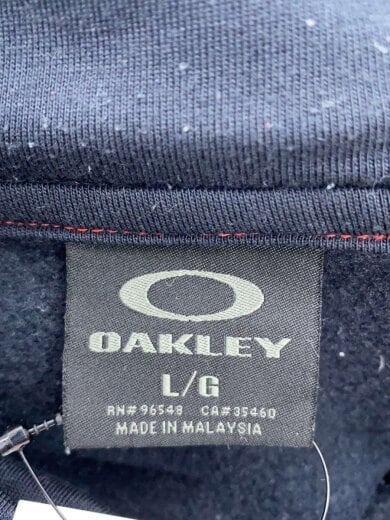 OAKLEY
L/G
RN# 96548 CA# 35460
MADE IN MALAYSIA